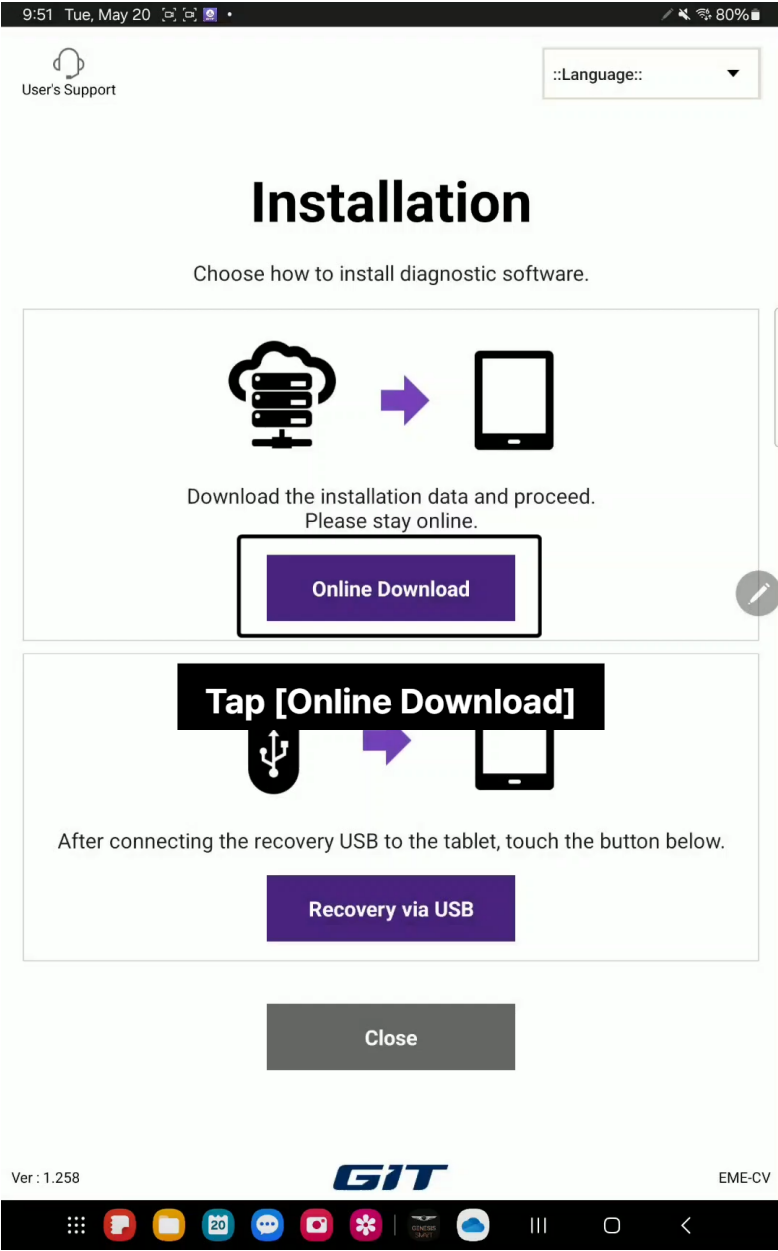 9:51 Tue, May 20
80%
User's Support
::Language::
Installation
Choose how to install diagnostic software.
Download the installation data and proceed.
Please stay online.
Online Download
Tap [Online Download]
After connecting the recovery USB to the tablet, touch the button below.
Recovery via USB
Close
Ver : 1.258
GIT
EME-CV
20
GENESIS
SMART